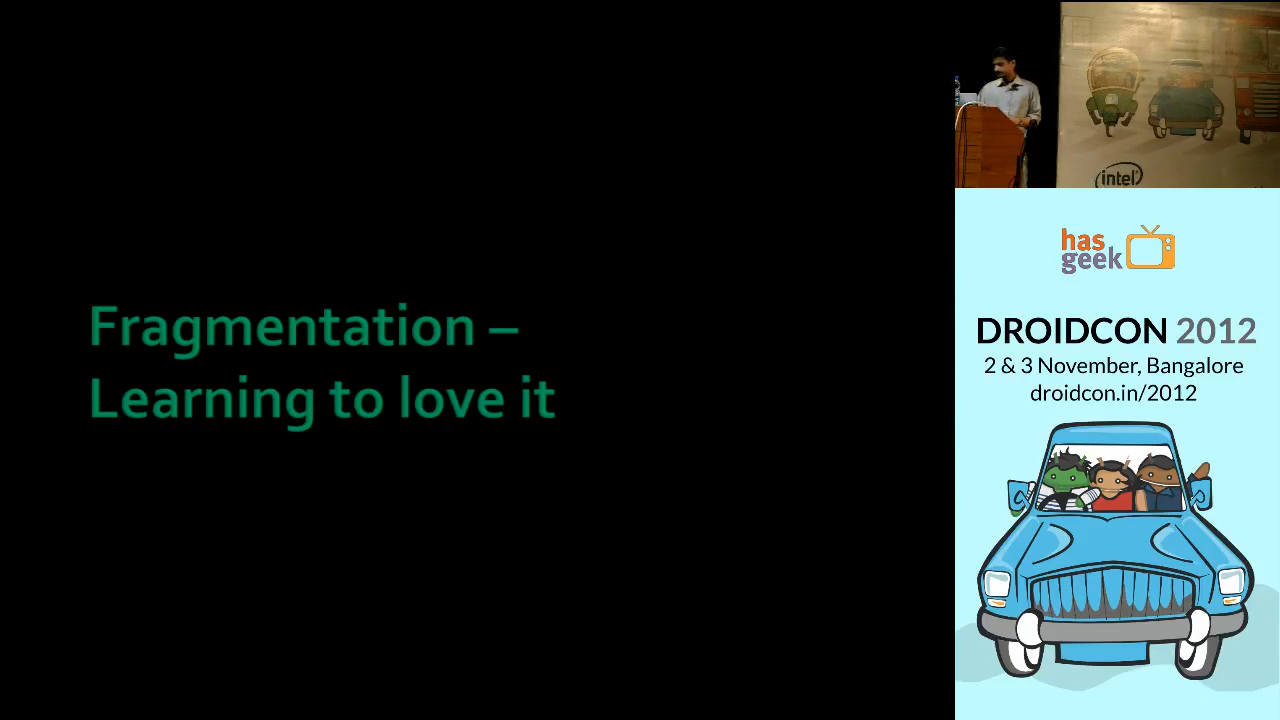 Fragmentation –
Learning to love it
intel
has
geek
DROIDCON 2012
2 & 3 November, Bangalore
droidcon.in/2012